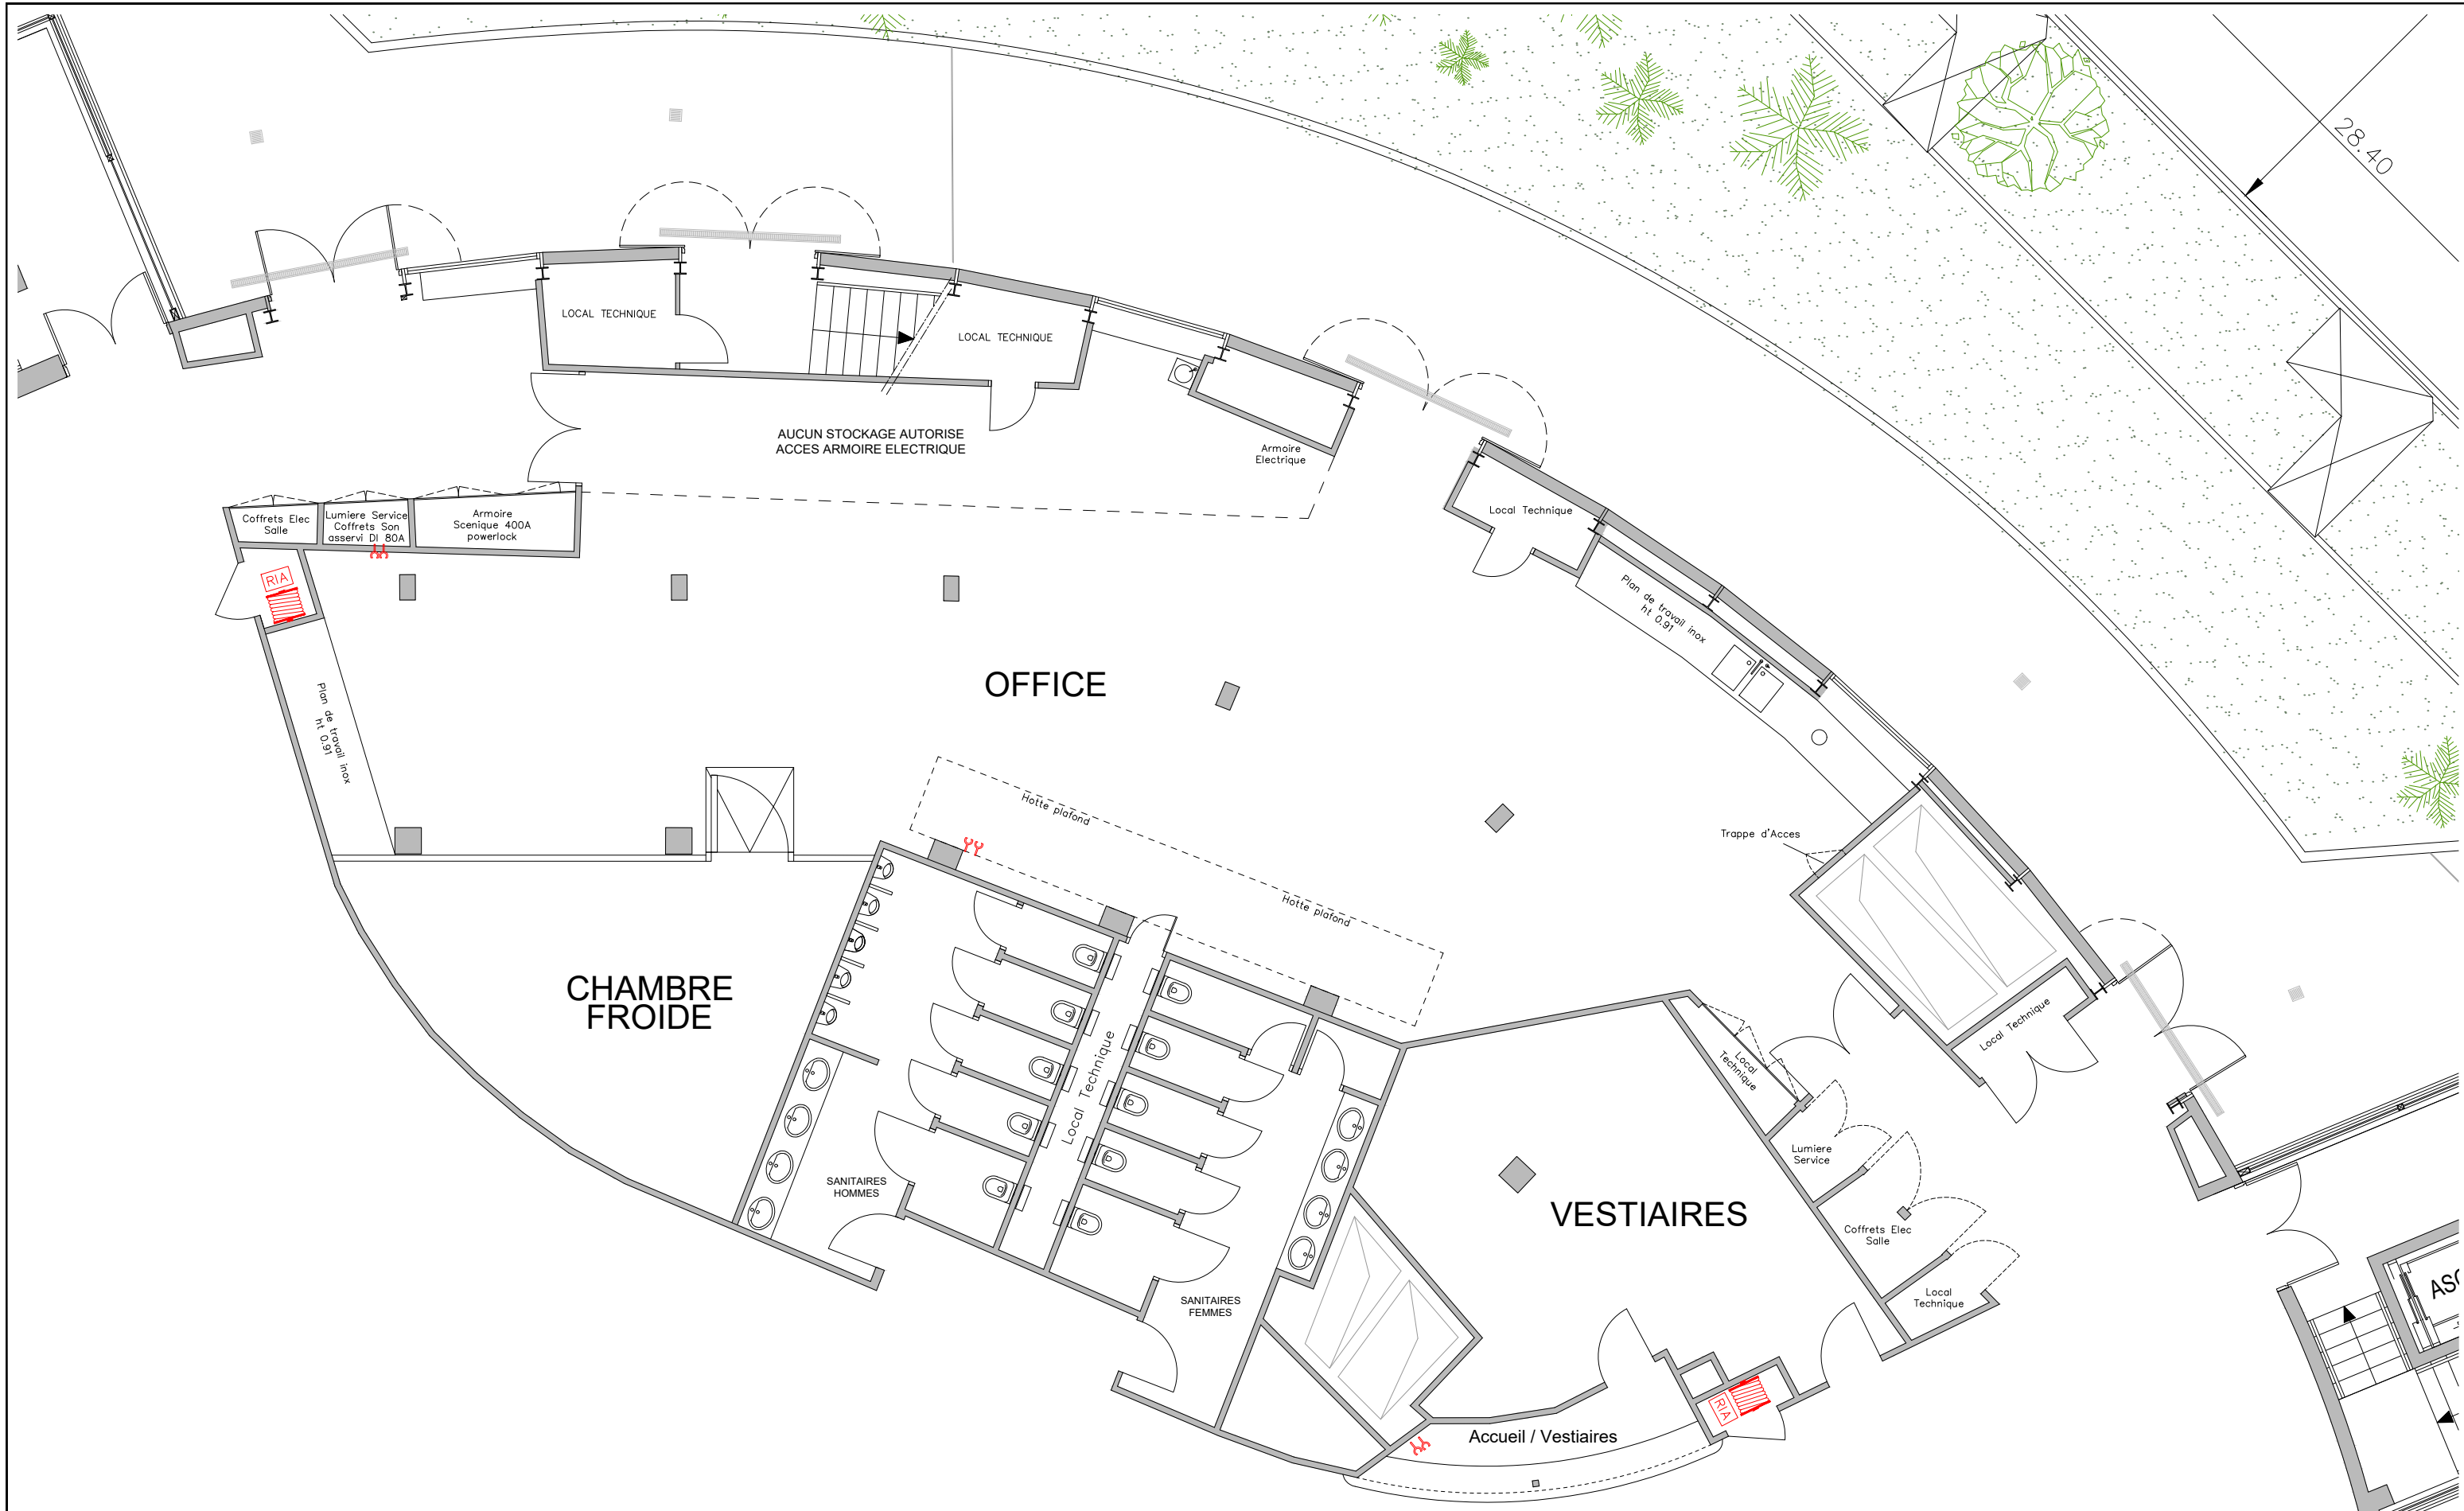 28.40
LOCAL TECHNIQUE
LOCAL TECHNIQUE
AUCUN STOCKAGE AUTORISE
ACCES ARMOIRE ELECTRIQUE
Armoire
Electrique
Coffrets Elec
Salle
Lumiere Service
Coffrets Son
asservi DI 80A
Armoire
Scenique 400A
powerlock
Local Technique
RIA
Plan de travail inox
ht 0.91
Plan de travail inox
ht 0.91
OFFICE
Hotte plafond
Hotte plafond
Trappe d'Acces
CHAMBRE
FROIDE
Local Technique
Local Technique
Local
Technique
Lumiere
Service
SANITAIRES
HOMMES
VESTIAIRES
Coffrets Elec
Salle
SANITAIRES
FEMMES
Local
Technique
RIA
Accueil / Vestiaires